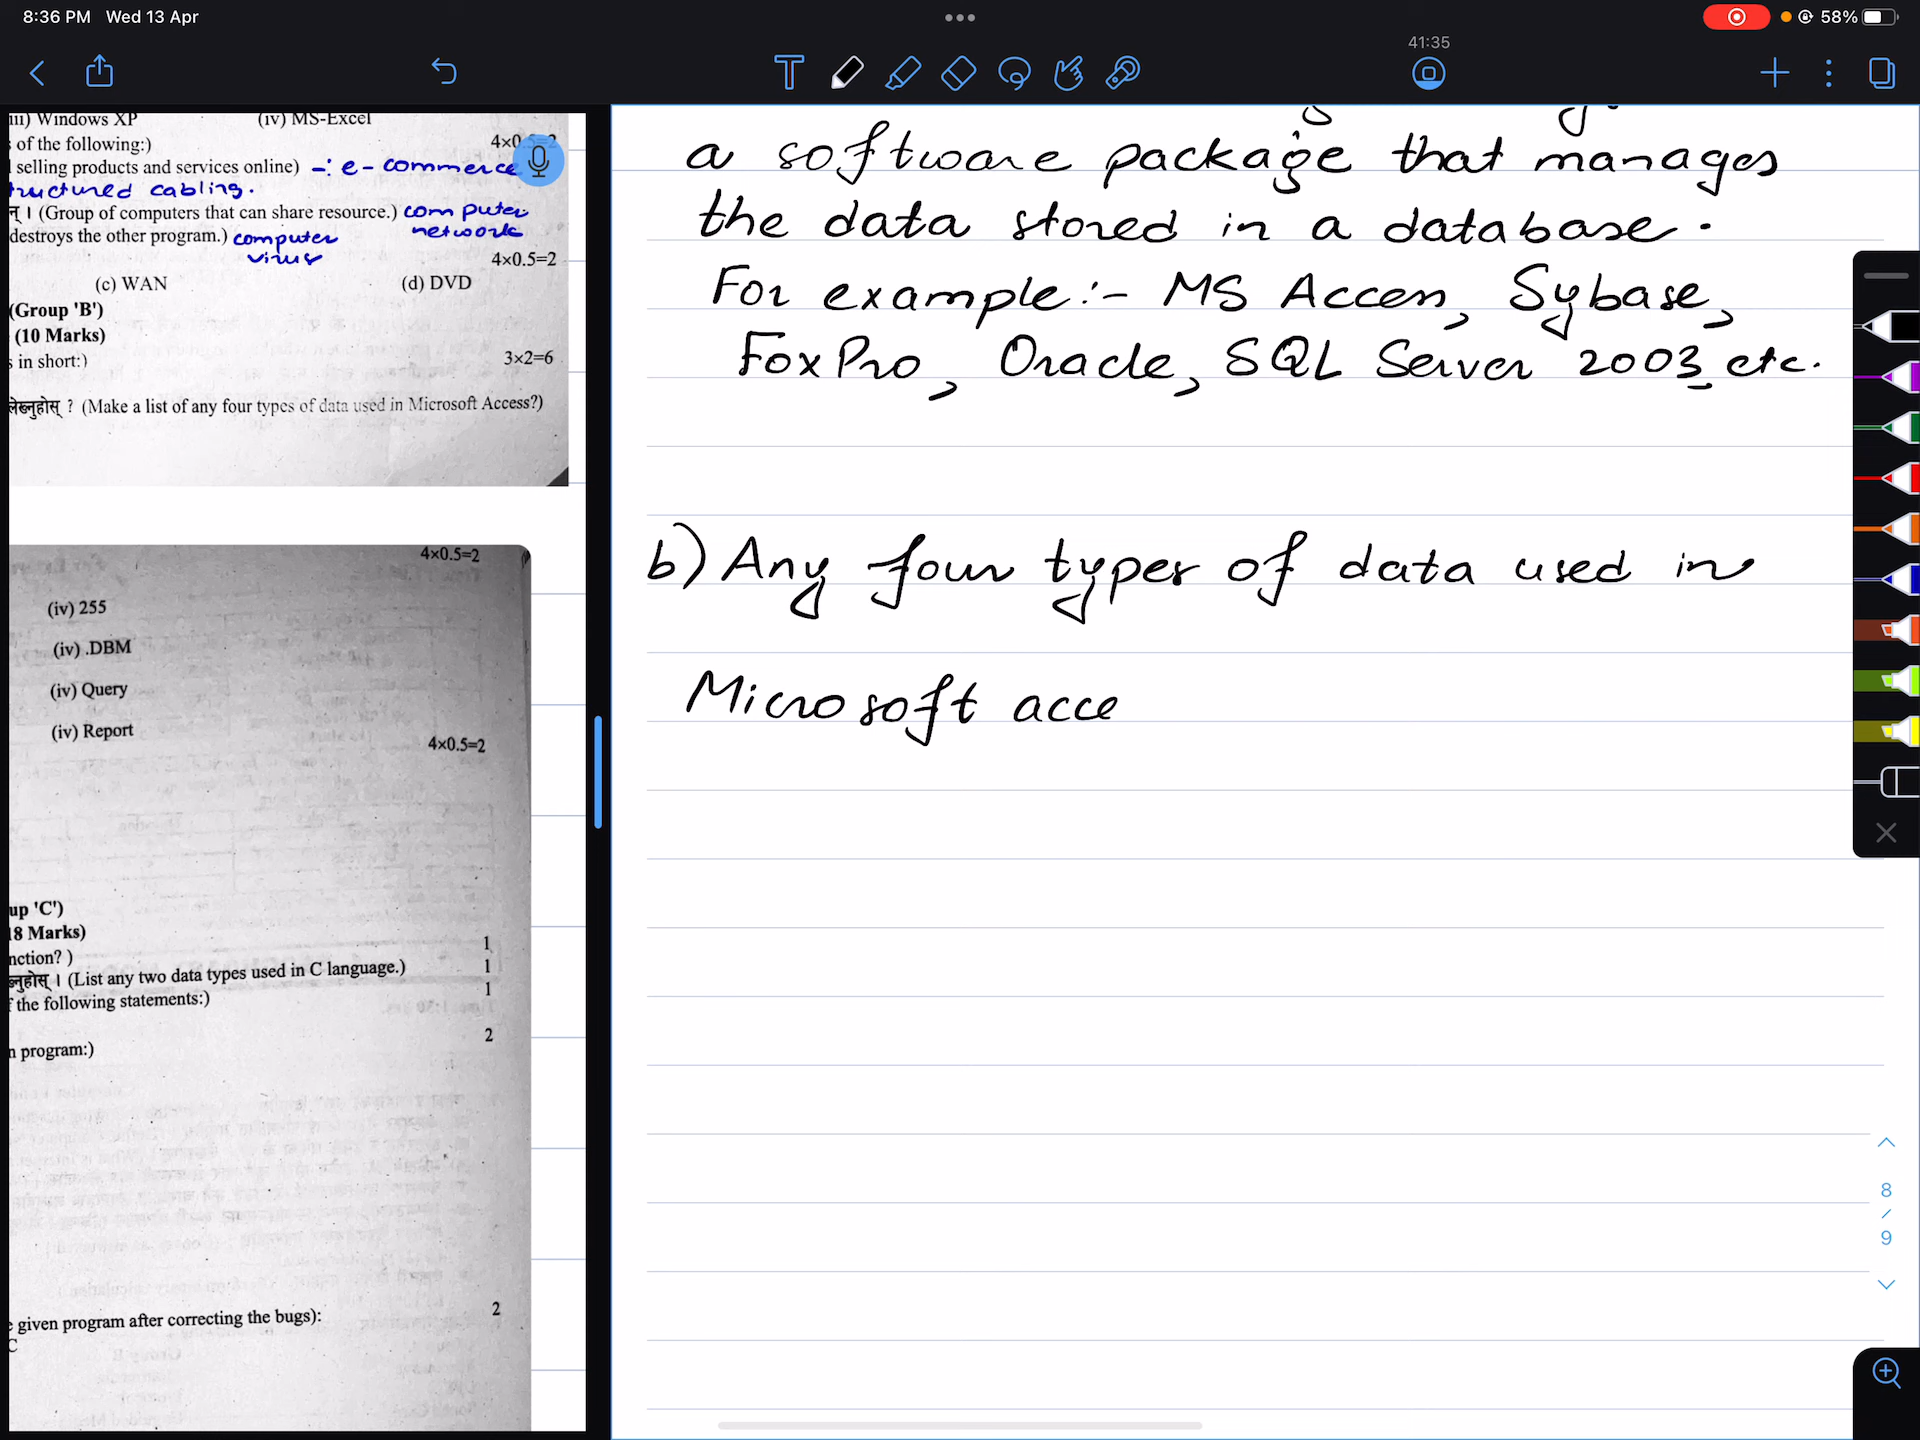 8:36 PM Wed 13 Apr
58%
41:35
iii) Windows XP (iv) MS-Excel
of the following:) 4×0.5=2
selling products and services online) -: e-commerce
tructured cabling.
(Group of computers that can share resource.) computer network
destroys the other program.) computer virus
4×0.5=2
(c) WAN (d) DVD
(Group 'B')
(10 Marks)
s in short:) 3×2=6
? (Make a list of any four types of data used in Microsoft Access?)
4×0.5=2
(iv) 255
(iv) .DBM
(iv) Query
(iv) Report
4×0.5=2
up 'C')
18 Marks)
nction? ) 1
। (List any two data types used in C language.) 1
f the following statements:) 1
2
n program:)
e given program after correcting the bugs): 2
C
a software package that manages
the data stored in a database.
For example:- MS Access, Sybase,
FoxPro, Oracle, SQL Server 2003, etc.
b) Any four types of data used in
Microsoft acce
8
/
9